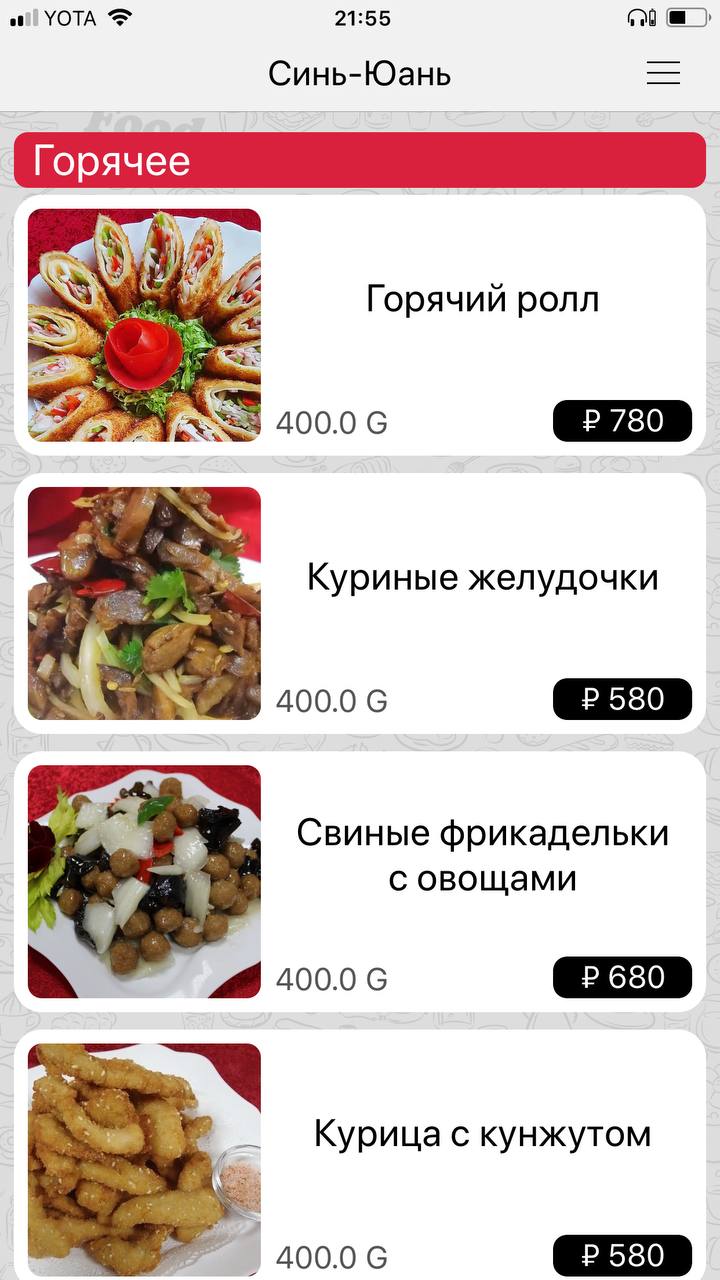 YOTA 21:55
Синь-Юань
Food
Горячее
Горячий ролл
400.0 G ₽ 780
Куриные желудочки
400.0 G ₽ 580
Свиные фрикадельки
с овощами
400.0 G ₽ 680
Курица с кунжутом
400.0 G ₽ 580